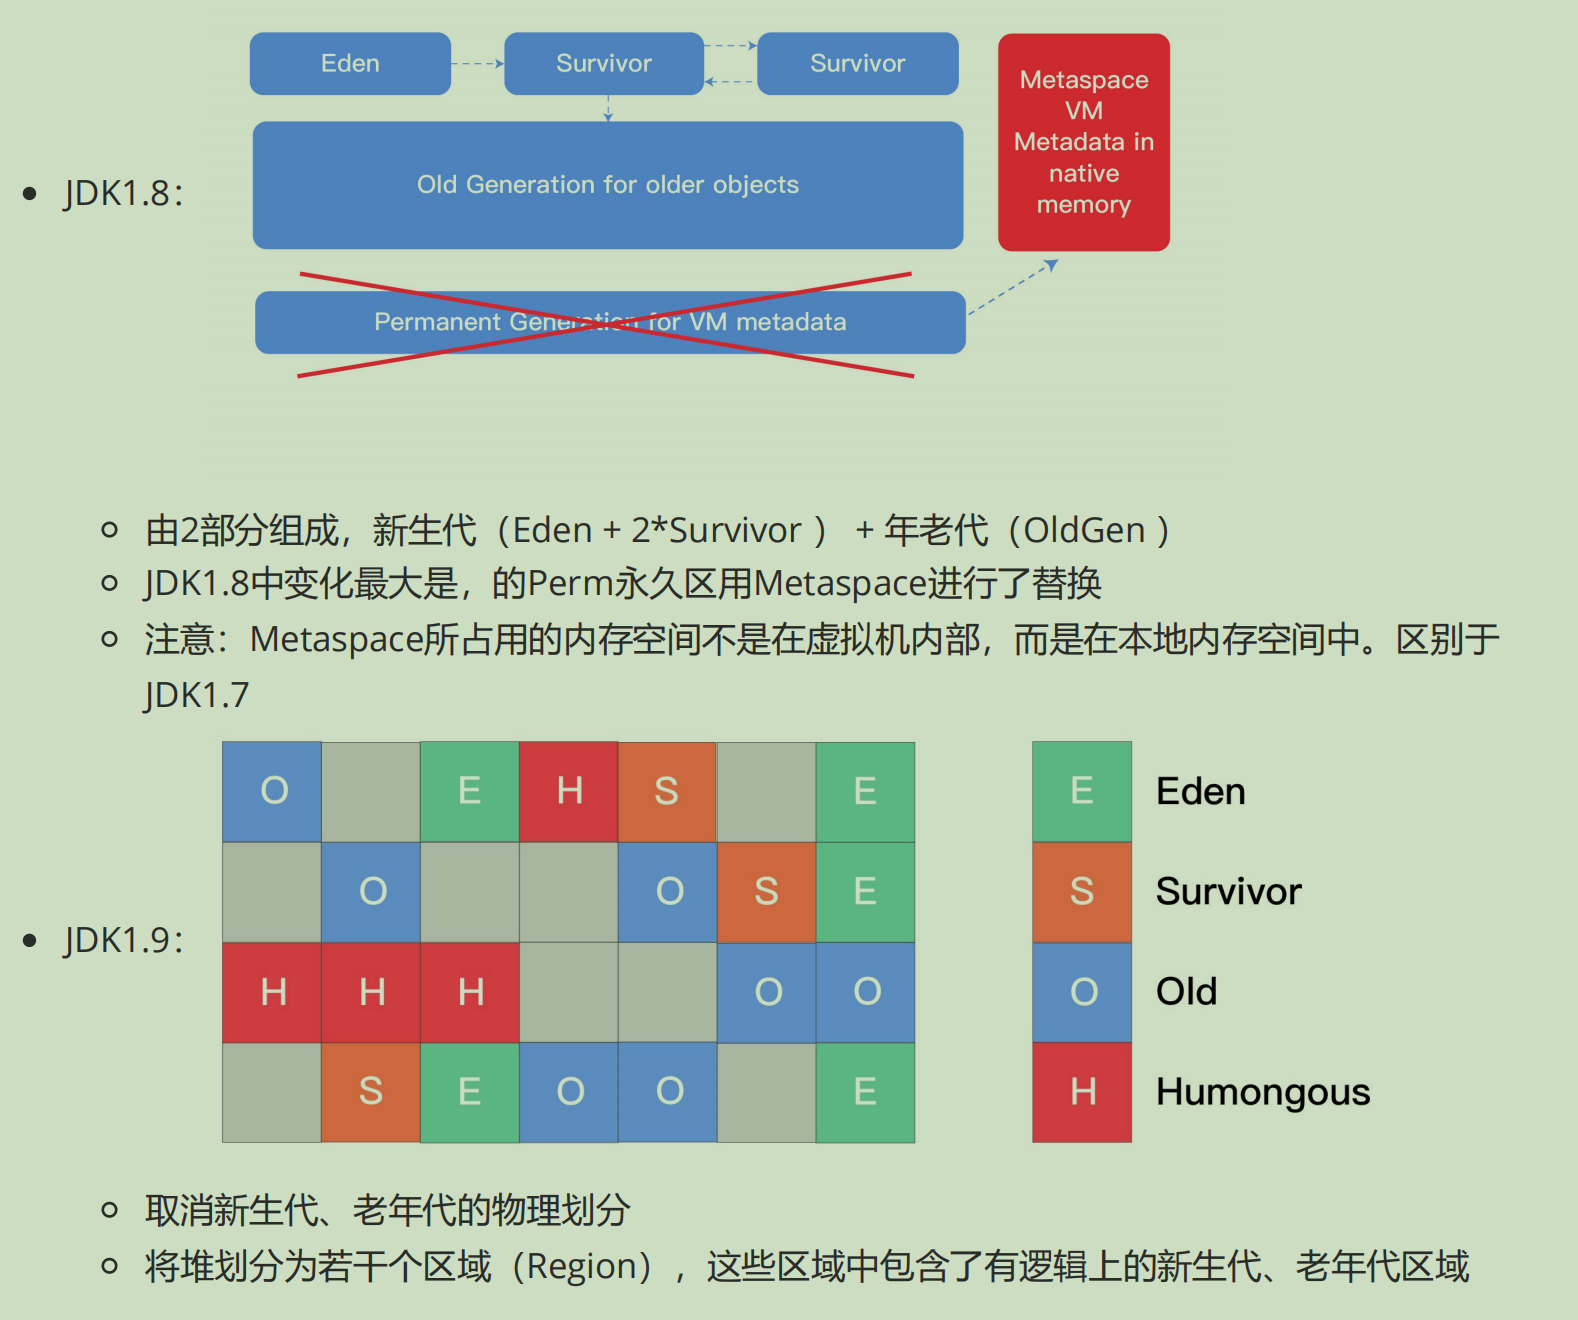 Eden
Survivor
Survivor
Metaspace
VM
Metadata in
native
memory
Old Generation for older objects
JDK1.8：
Permanent Generation for VM metadata
由2部分组成，新生代（Eden + 2*Survivor ） + 年老代（OldGen ）
JDK1.8中变化最大是，的Perm永久区用Metaspace进行了替换
注意：Metaspace所占用的内存空间不是在虚拟机内部，而是在本地内存空间中。区别于
JDK1.7
O E H S E
E Eden
O O S E
S Survivor
JDK1.9：
H H H O O
O Old
S E O O E
H Humongous
取消新生代、老年代的物理划分
将堆划分为若干个区域（Region），这些区域中包含了有逻辑上的新生代、老年代区域